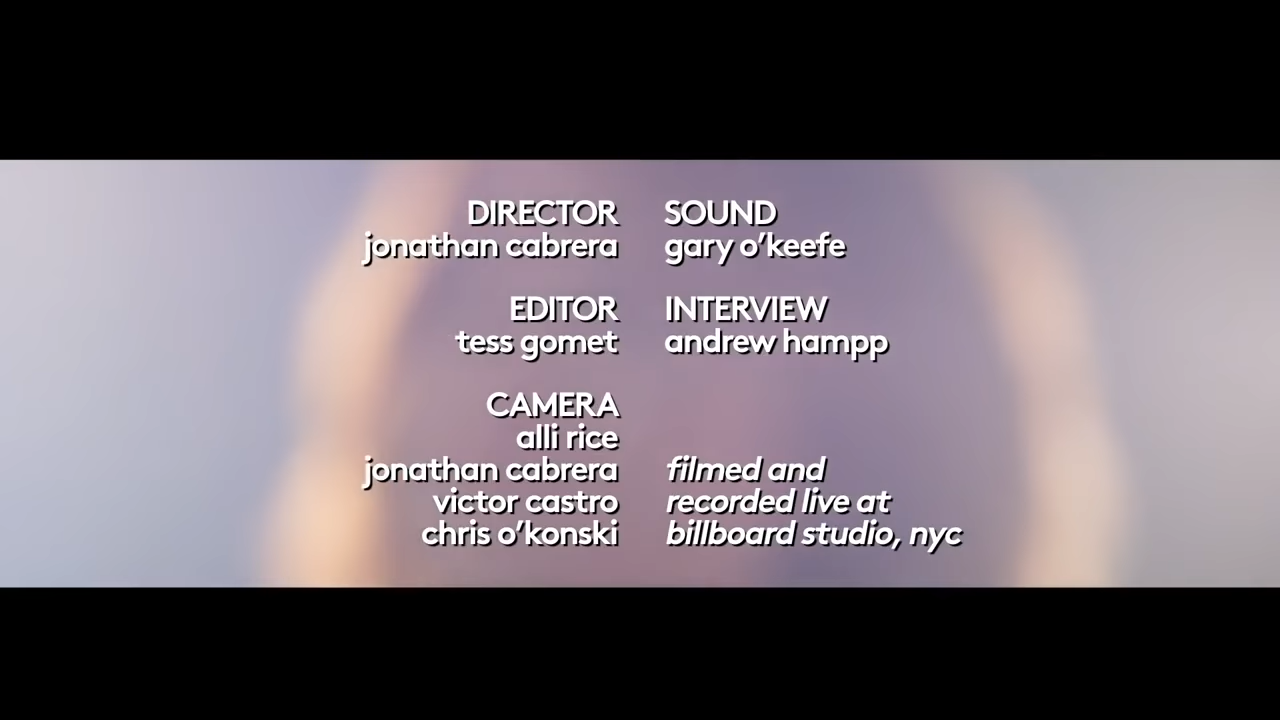 DIRECTOR
jonathan cabrera
EDITOR
tess gomet
CAMERA
alli rice
jonathan cabrera
victor castro
chris o’konski
SOUND
gary o’keefe
INTERVIEW
andrew hampp
filmed and
recorded live at
billboard studio, nyc